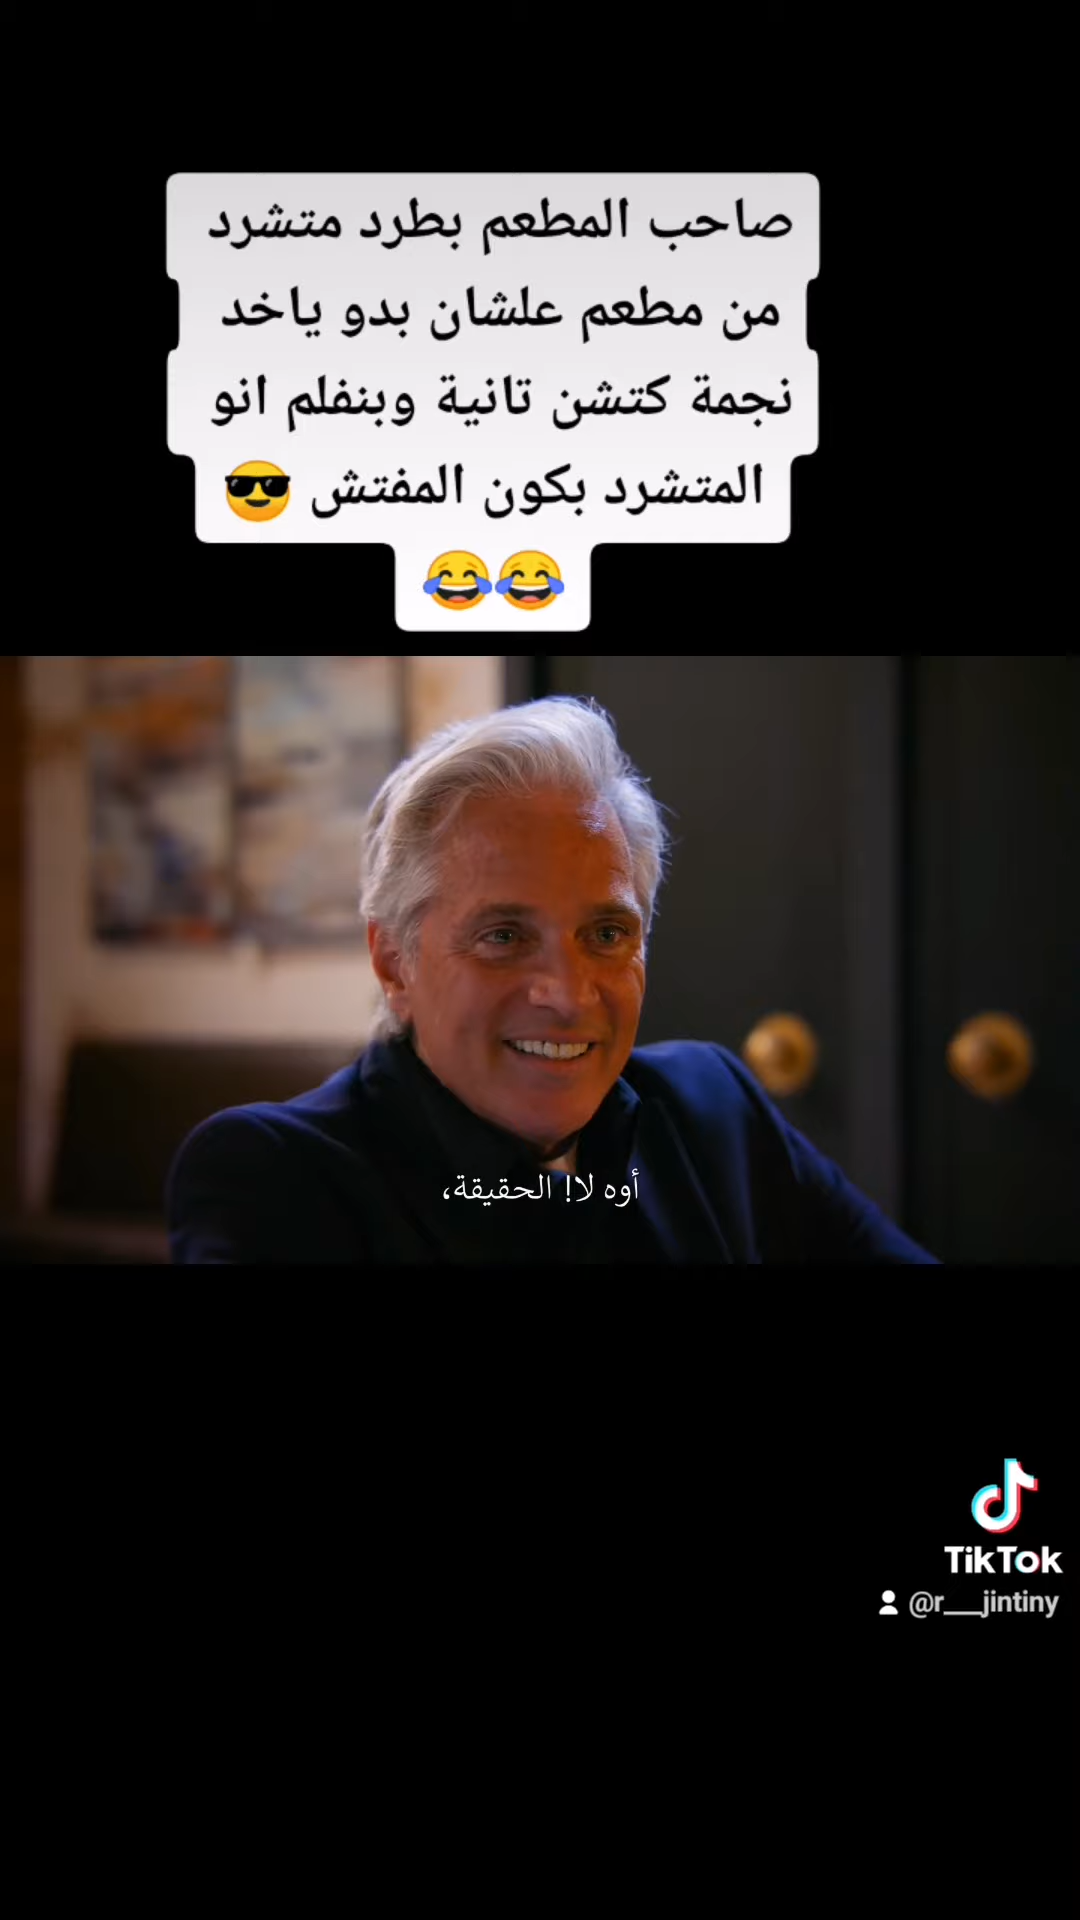 صاحب المطعم بطرد متشرد
من مطعم علشان بدو ياخد
نجمة كتشن تانية وبنفلم انو
المتشرد بكون المفتش 😎
😂😂
أوه لا! الحقيقة،
TikTok
@r___jintiny